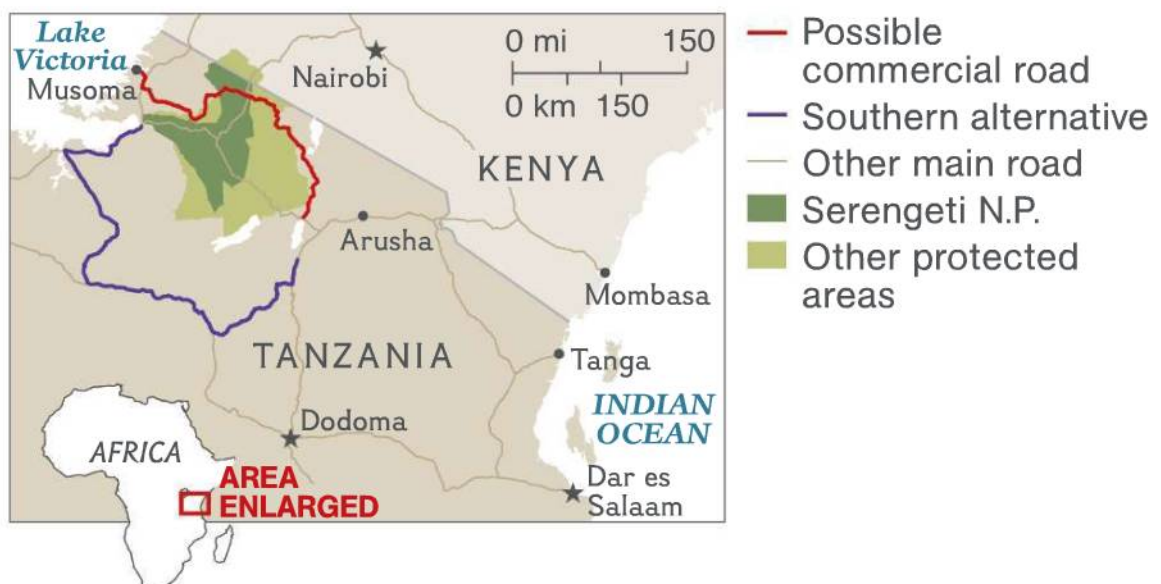 Lake
Victoria
Musoma
Nairobi
0 mi 150
0 km 150
KENYA
Arusha
Mombasa
TANZANIA
Tanga
Dodoma
INDIAN
OCEAN
Dar es
Salaam
AFRICA
AREA
ENLARGED
Possible
commercial road
Southern alternative
Other main road
Serengeti N.P.
Other protected
areas